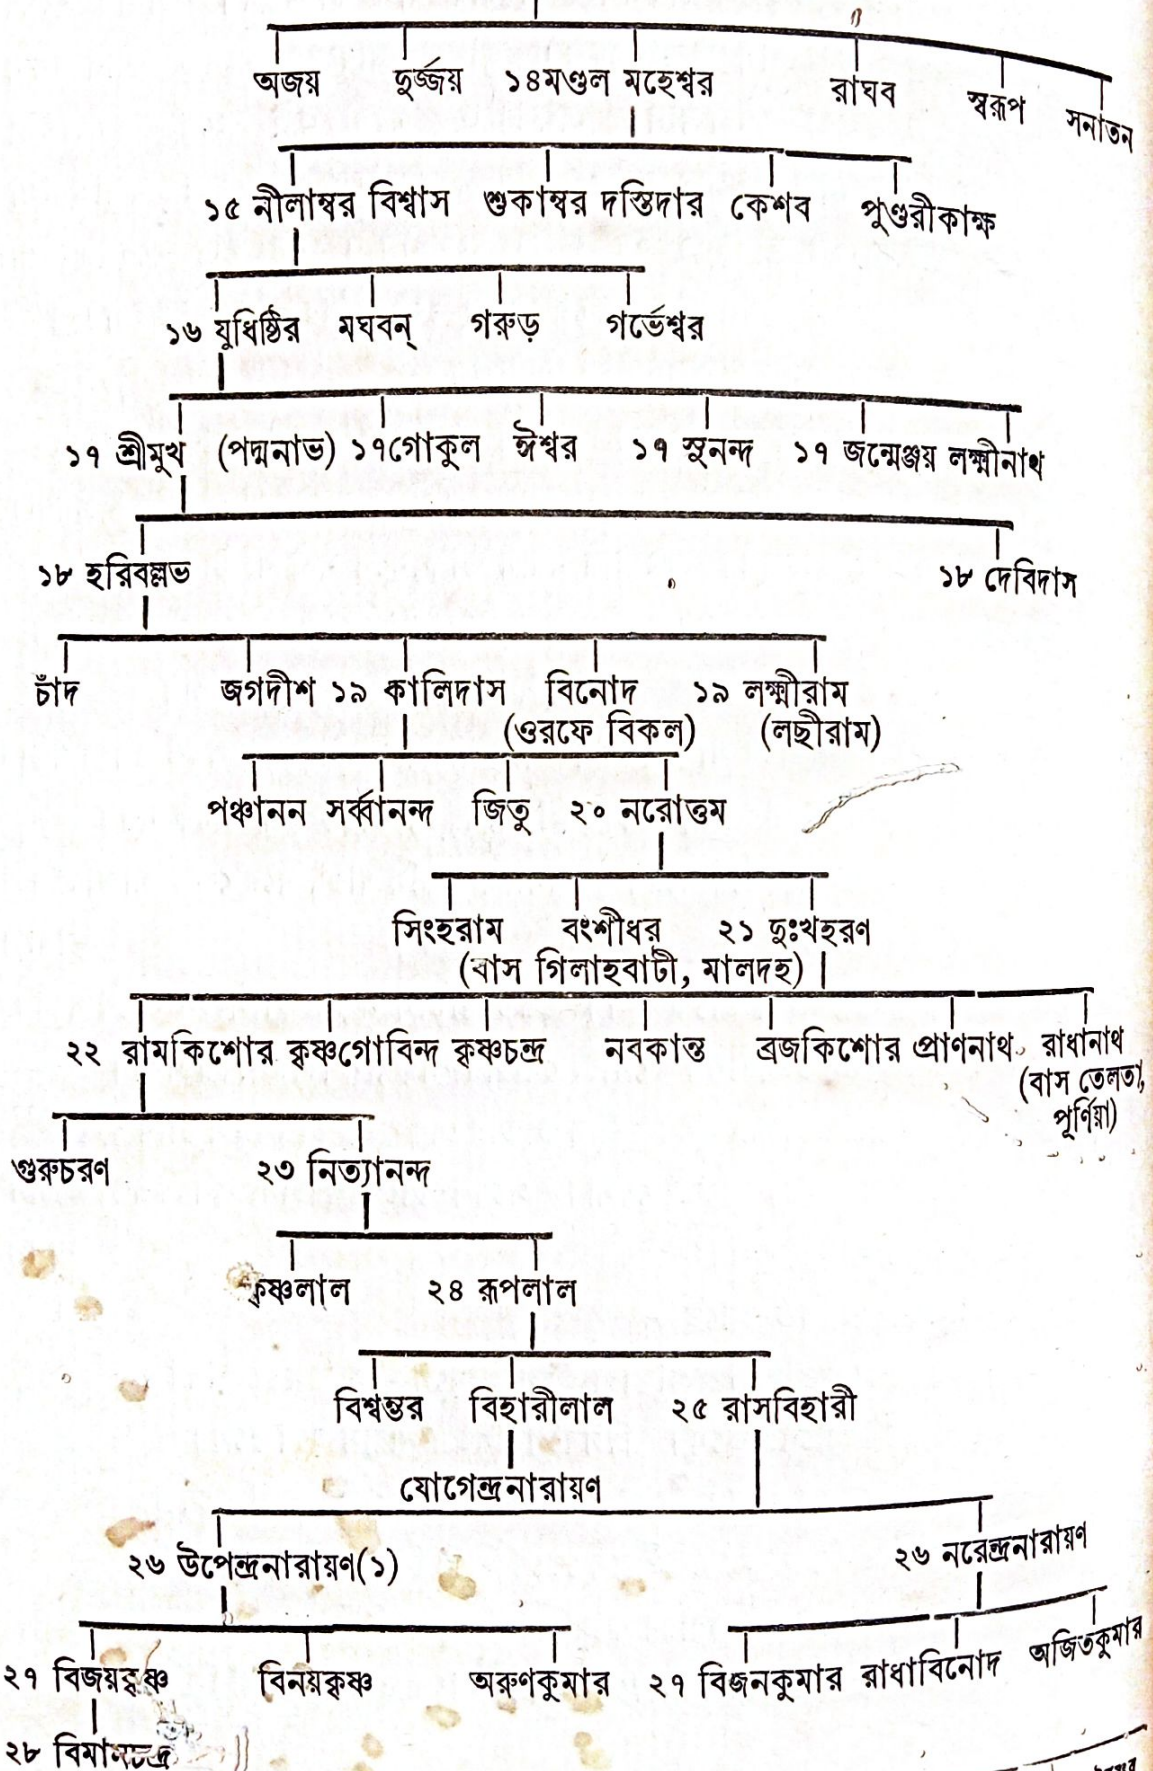 অজয় দুর্জ্জয় ১৪মণ্ডল মহেশ্বর রাঘব স্বরূপ সনাতন
১৫ নীলাম্বর বিশ্বাস শুকাম্বর দস্তিদার কেশব পুণ্ডরীকাক্ষ
১৬ যুধিষ্ঠির মঘবন্ গরুড় গর্ভেশ্বর
১৭ শ্রীমুখ (পদ্মনাভ) ১৭গোকুল ঈশ্বর ১৭ সুনন্দ ১৭ জন্মেঞ্জয় লক্ষ্মীনাথ
১৮ হরিবল্লভ ১৮ দেবিদাস
চাঁদ জগদীশ ১৯ কালিদাস বিনোদ ১৯ লক্ষ্মীরাম
(ওরফে বিকল) (লছীরাম)
পঞ্চানন সর্ব্বানন্দ জিতু ২০ নরোত্তম
সিংহরাম বংশীধর ২১ দুঃখহরণ
(বাস গিলাহবাটী, মালদহ)
২২ রামকিশোর কৃষ্ণগোবিন্দ কৃষ্ণচন্দ্র নবকান্ত ব্রজকিশোর প্রাণনাথ রাধানাথ
(বাস তেলতা,
পূর্ণিয়া)
গুরুচরণ ২৩ নিত্যানন্দ
কৃষ্ণলাল ২৪ রূপলাল
বিশ্বম্ভর বিহারীলাল ২৫ রাসবিহারী
যোগেন্দ্রনারায়ণ
২৬ উপেন্দ্রনারায়ণ(১) ২৬ নরেন্দ্রনারায়ণ
২৭ বিজয়কৃষ্ণ বিনয়কৃষ্ণ অরুণকুমার ২৭ বিজনকুমার রাধাবিনোদ অজিতকুমার
২৮ বিমানচন্দ্র